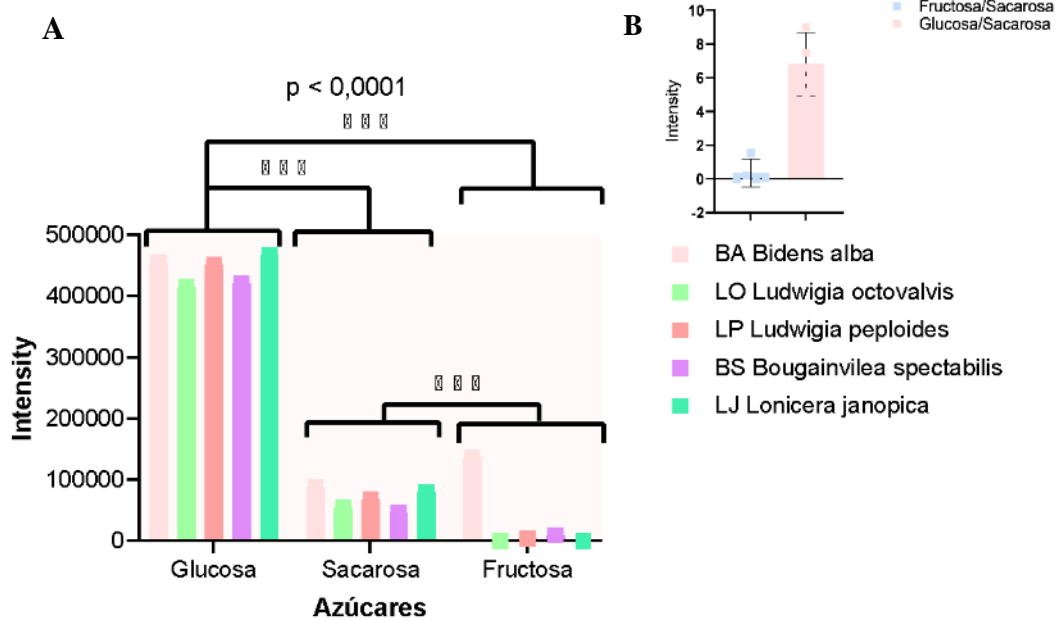 A
p < 0,0001
500000
400000
300000
200000
100000
0
Intensity
Glucosa Sacarosa Fructosa
Azúcares
B
Fructosa/Sacarosa
Glucosa/Sacarosa
10
8
6
4
2
0
-2
Intensity
BA Bidens alba
LO Ludwigia octovalvis
LP Ludwigia peploides
BS Bougainvilea spectabilis
LJ Lonicera janopica